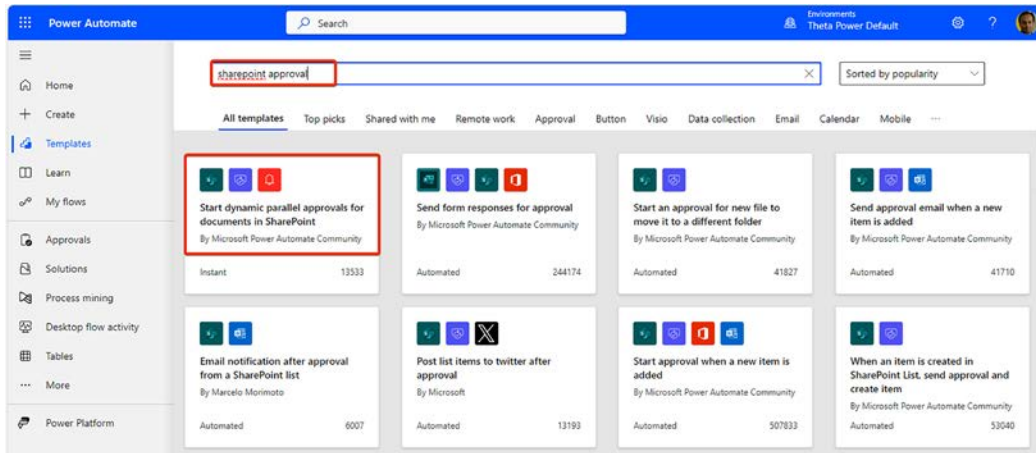 Power Automate
Search
Environments
Theta Power Default
?
Home
Create
Templates
Learn
My flows
Approvals
Solutions
Process mining
Desktop flow activity
Tables
More
Power Platform
sharepoint approval
Sorted by popularity
All templates Top picks Shared with me Remote work Approval Button Visio Data collection Email Calendar Mobile ...
Start dynamic parallel approvals for
documents in SharePoint
By Microsoft Power Automate Community
Instant 13533
Send form responses for approval
By Microsoft Power Automate Community
Automated 244174
Start an approval for new file to
move it to a different folder
By Microsoft Power Automate Community
Automated 41827
Send approval email when a new
item is added
By Microsoft Power Automate Community
Automated 41710
Email notification after approval
from a SharePoint list
By Marcelo Morimoto
Automated 6007
Post list items to twitter after
approval
By Microsoft
Automated 13193
Start approval when a new item is
added
By Microsoft Power Automate Community
Automated 507833
When an item is created in
SharePoint List, send approval and
create item
By Microsoft Power Automate Community
Automated 53040